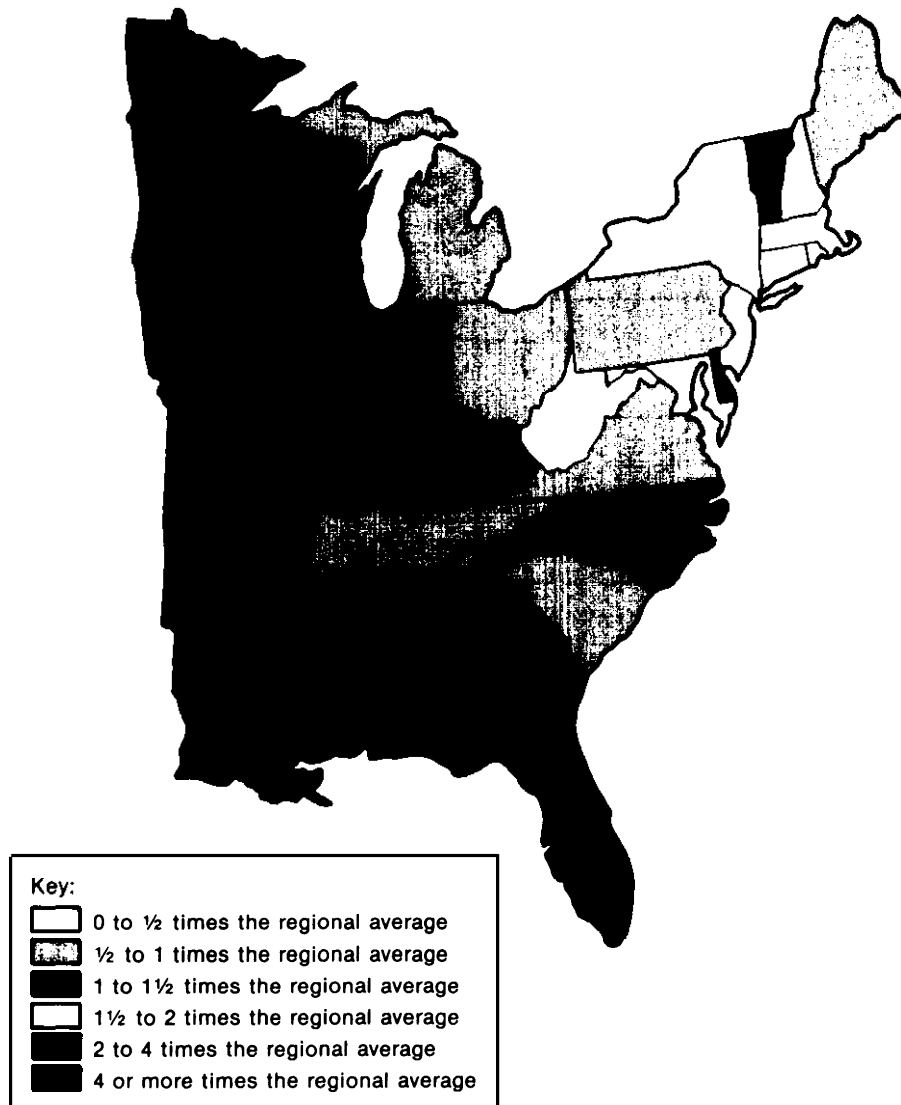 Key:
0 to ½ times the regional average
½ to 1 times the regional average
1 to 1½ times the regional average
1½ to 2 times the regional average
2 to 4 times the regional average
4 or more times the regional average